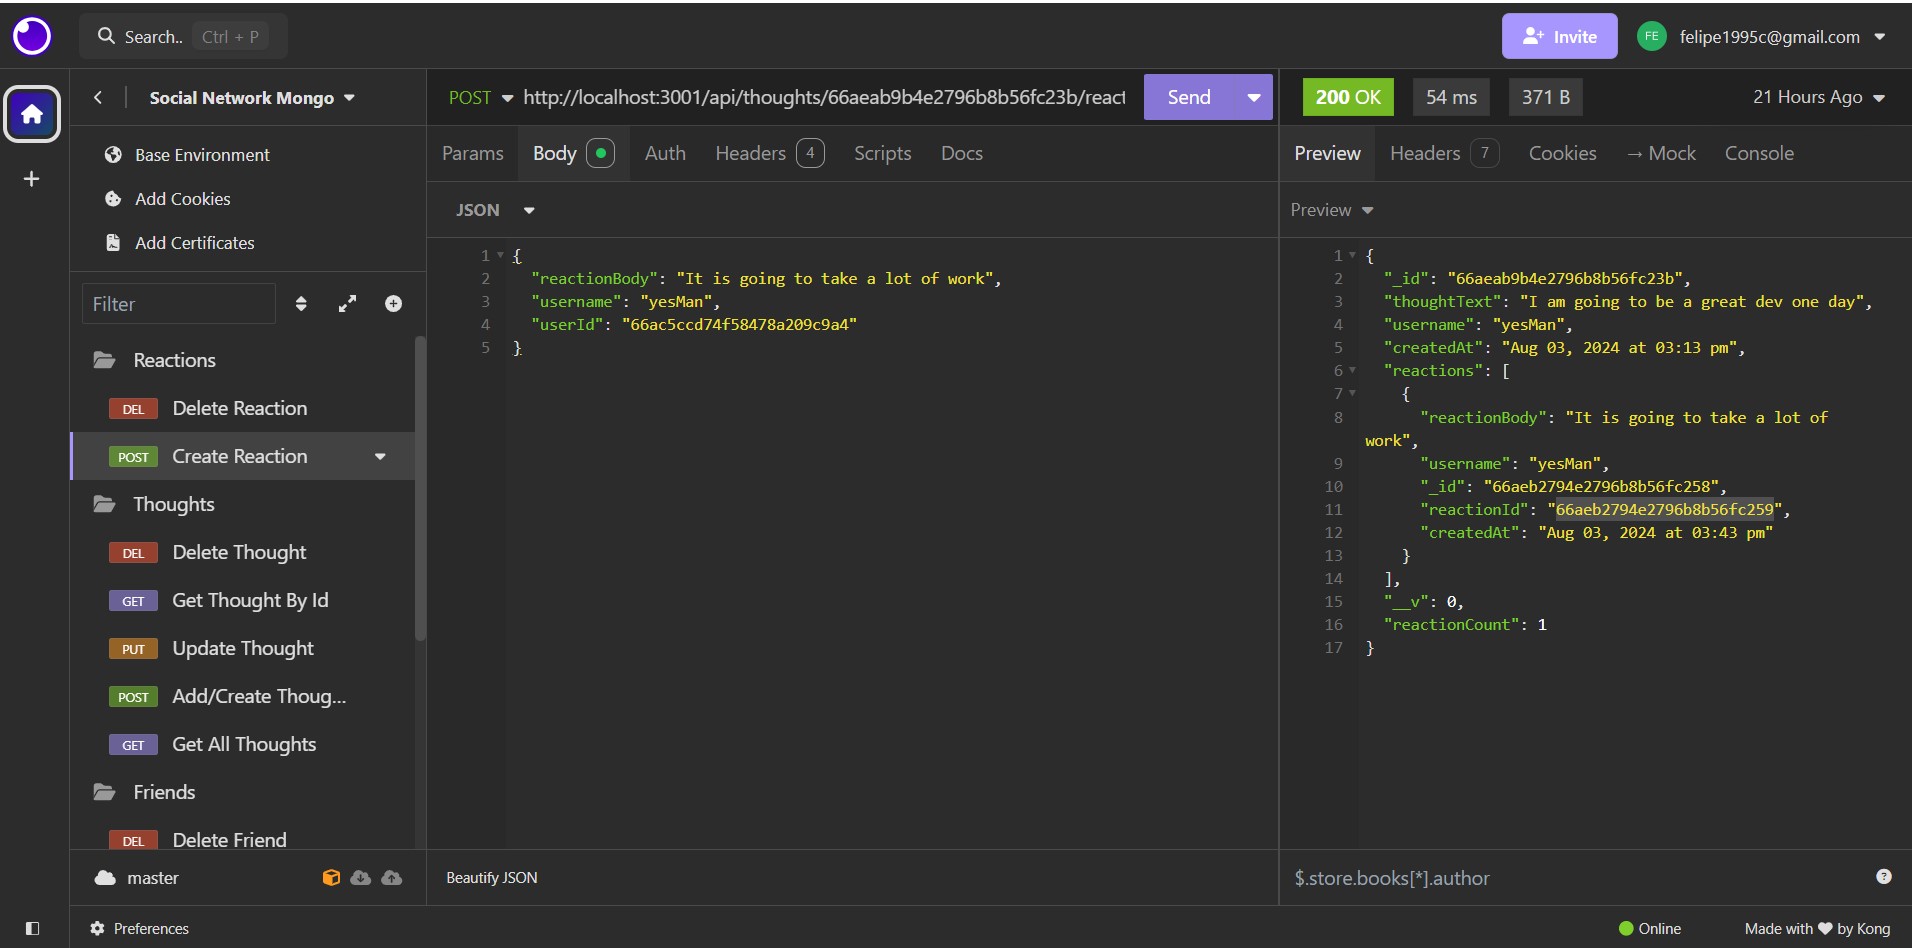 Search.. Ctrl + P
Invite
FE felipe1995c@gmail.com
Social Network Mongo
Base Environment
Add Cookies
Add Certificates
Filter
Reactions
DEL Delete Reaction
POST Create Reaction
Thoughts
DEL Delete Thought
GET Get Thought By Id
PUT Update Thought
POST Add/Create Thoug...
GET Get All Thoughts
Friends
DEL Delete Friend
master
POST http://localhost:3001/api/thoughts/66aeab9b4e2796b8b56fc23b/react
Send
Params Body Auth Headers 4 Scripts Docs
JSON
1 {
2 "reactionBody": "It is going to take a lot of work",
3 "username": "yesMan",
4 "userId": "66ac5ccd74f58478a209c9a4"
5 }
Beautify JSON
200 OK 54 ms 371 B 21 Hours Ago
Preview Headers 7 Cookies → Mock Console
Preview
1 {
2 "_id": "66aeab9b4e2796b8b56fc23b",
3 "thoughtText": "I am going to be a great dev one day",
4 "username": "yesMan",
5 "createdAt": "Aug 03, 2024 at 03:13 pm",
6 "reactions": [
7 {
8 "reactionBody": "It is going to take a lot of
work",
9 "username": "yesMan",
10 "_id": "66aeb2794e2796b8b56fc258",
11 "reactionId": "66aeb2794e2796b8b56fc259",
12 "createdAt": "Aug 03, 2024 at 03:43 pm"
13 }
14 ],
15 "__v": 0,
16 "reactionCount": 1
17 }
$.store.books[*].author
Preferences
Online
Made with ♥ by Kong